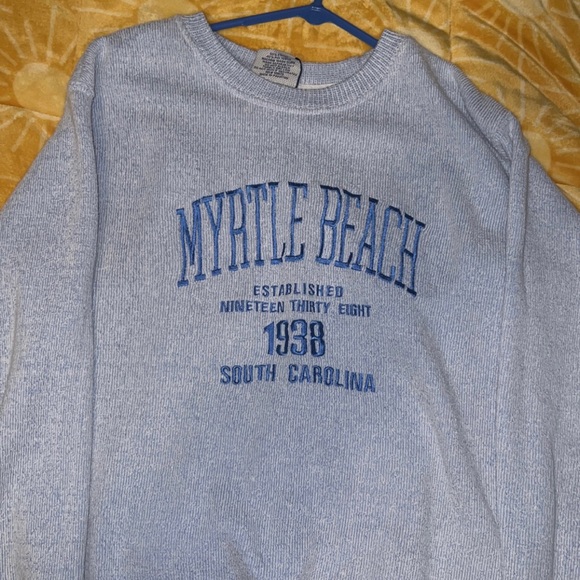 MYRTLE BEACH
ESTABLISHED
NINETEEN THIRTY EIGHT
1938
SOUTH CAROLINA